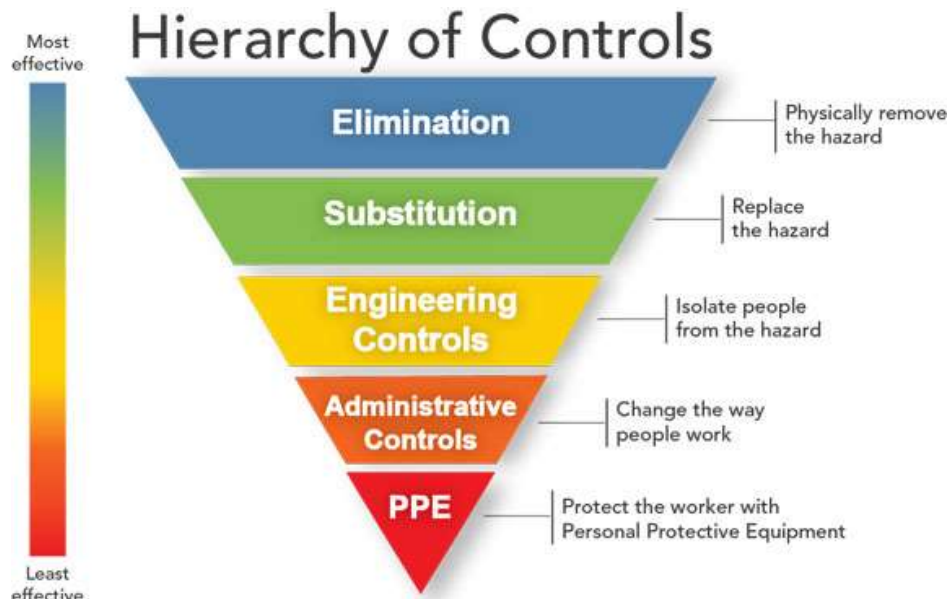 Hierarchy of Controls
Most
effective
Elimination
Physically remove
the hazard
Substitution
Replace
the hazard
Engineering
Controls
Isolate people
from the hazard
Administrative
Controls
Change the way
people work
PPE
Protect the worker with
Personal Protective Equipment
Least
effective